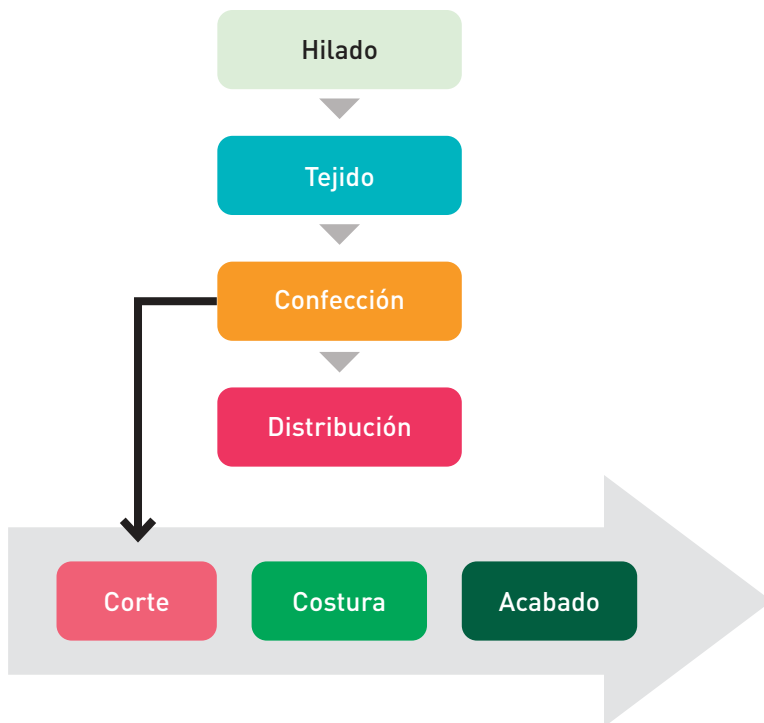 Hilado
Tejido
Confección
Distribución
Corte
Costura
Acabado